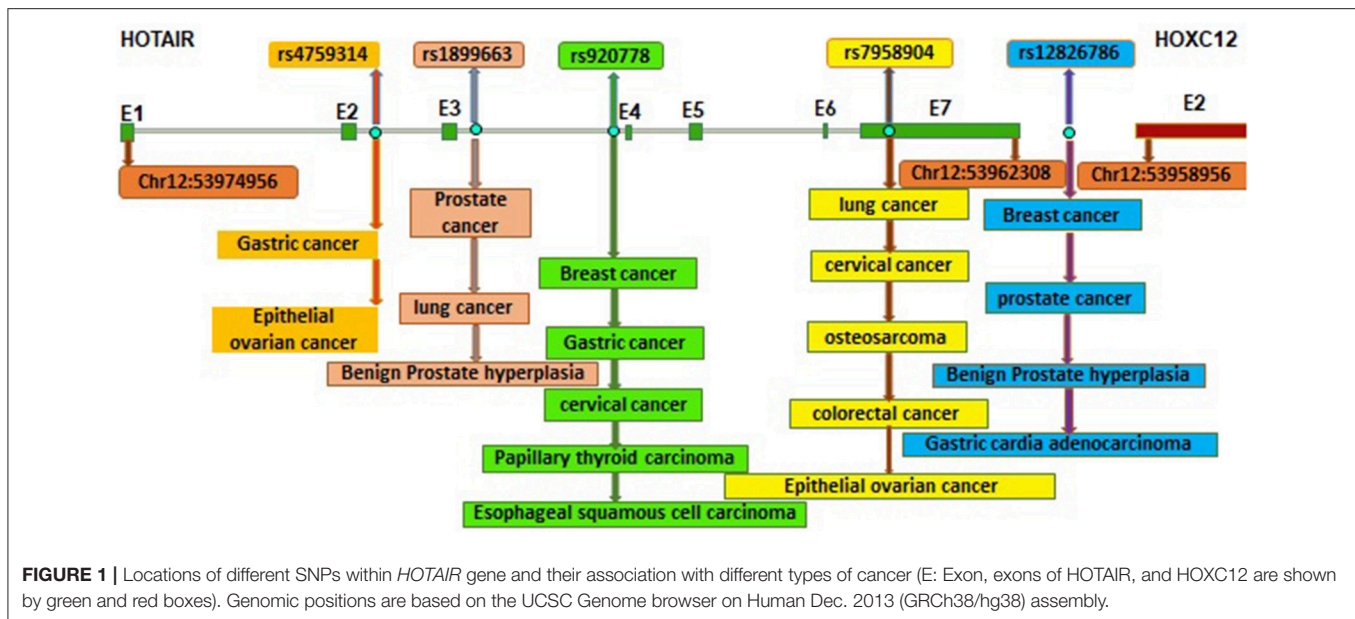 HOTAIR
HOXC12
rs4759314
rs1899663
rs920778
rs7958904
rs12826786
E1
E2
E3
E4
E5
E6
E7
E2
Chr12:53974956
Chr12:53962308
Chr12:53958956
Gastric cancer
Epithelial
ovarian cancer
Prostate
cancer
lung cancer
Benign Prostate hyperplasia
Breast cancer
Gastric cancer
cervical cancer
Papillary thyroid carcinoma
Esophageal squamous cell carcinoma
lung cancer
cervical cancer
osteosarcoma
colorectal cancer
Epithelial ovarian cancer
Breast cancer
prostate cancer
Benign Prostate hyperplasia
Gastric cardia adenocarcinoma
FIGURE 1 | Locations of different SNPs within HOTAIR gene and their association with different types of cancer (E: Exon, exons of HOTAIR, and HOXC12 are shown
by green and red boxes). Genomic positions are based on the UCSC Genome browser on Human Dec. 2013 (GRCh38/hg38) assembly.